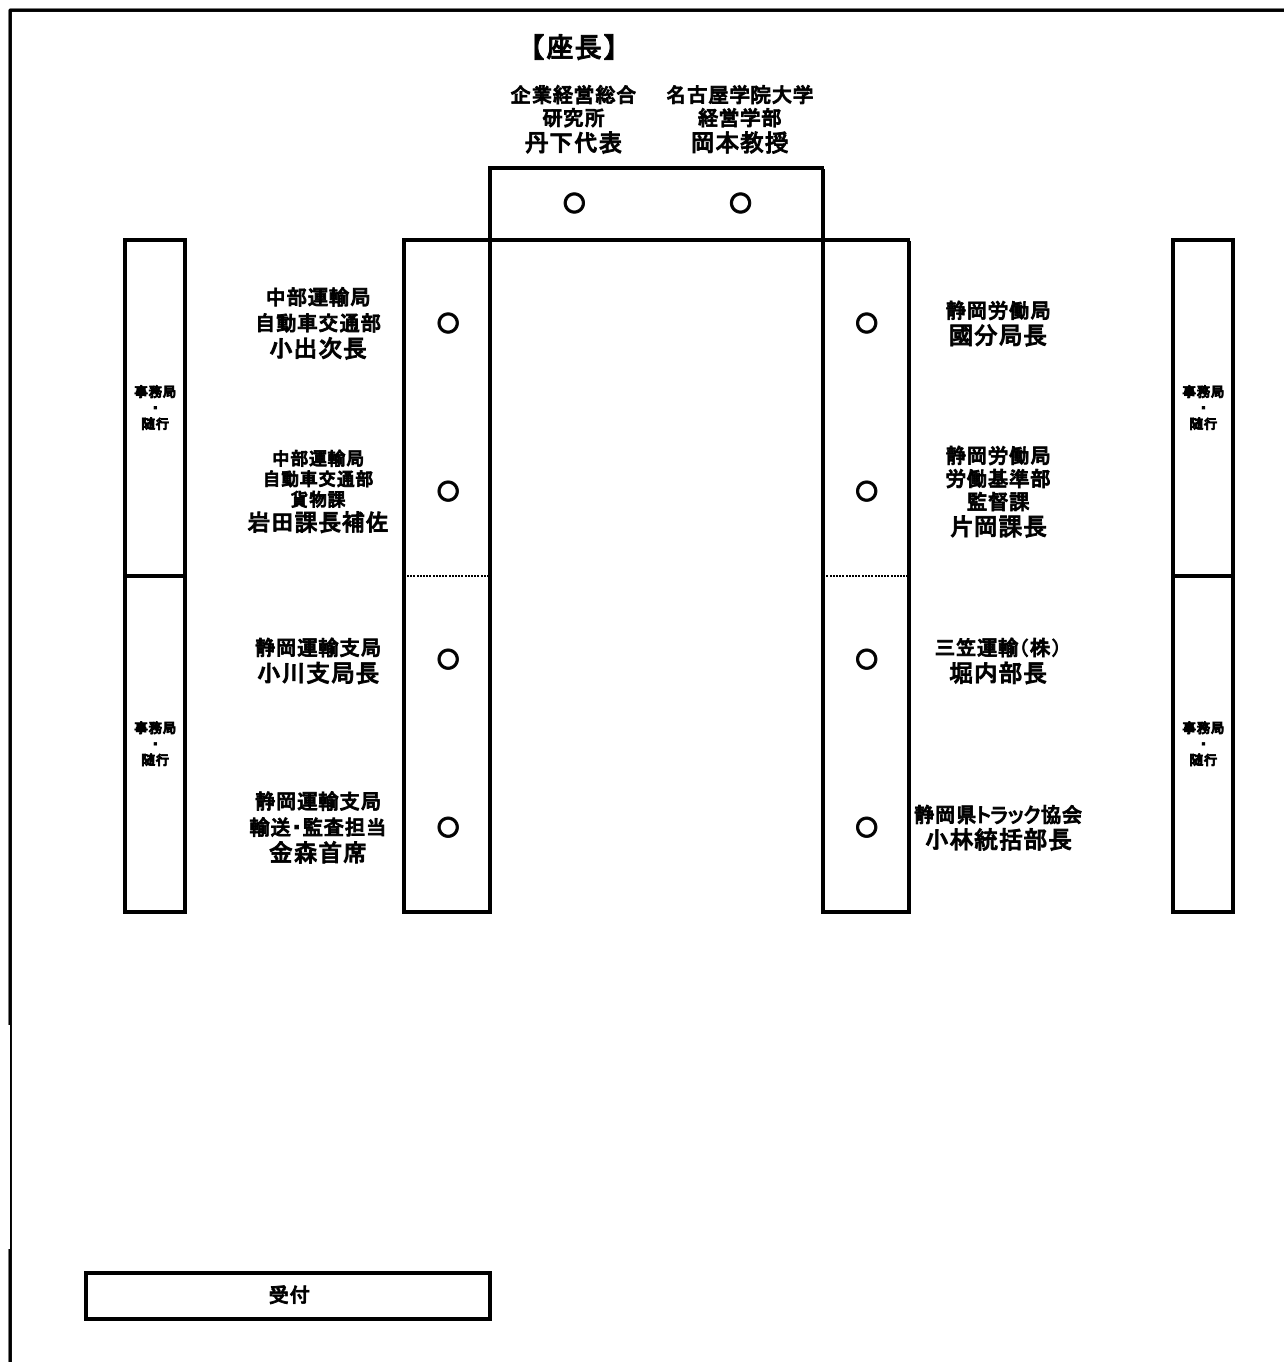 【座長】
企業経営総合
研究所
丹下代表
名古屋学院大学
経営学部
岡本教授
中部運輸局
自動車交通部
小出次長
静岡労働局
國分局長
事務局
・
随行
事務局
・
随行
中部運輸局
自動車交通部
貨物課
岩田課長補佐
静岡労働局
労働基準部
監督課
片岡課長
静岡運輸支局
小川支局長
三笠運輸(株)
堀内部長
事務局
・
随行
事務局
・
随行
静岡運輸支局
輸送・監査担当
金森首席
静岡県トラック協会
小林統括部長
受付